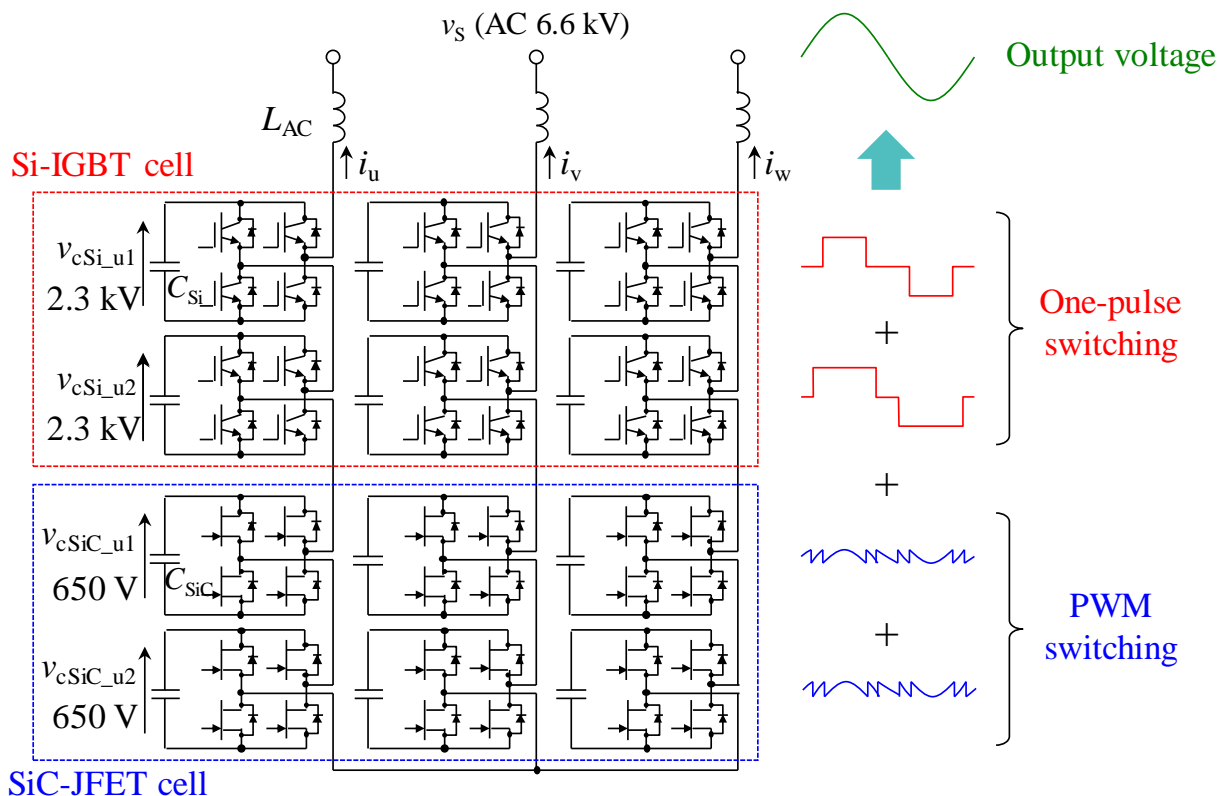 vS (AC 6.6 kV)
Output voltage
LAC
Si-IGBT cell
iu
iv
iw
vcSi_u1
CSi
2.3 kV
One-pulse
switching
+
vcSi_u2
2.3 kV
+
vcSiC_u1
CSiC
650 V
PWM
switching
+
vcSiC_u2
650 V
SiC-JFET cell